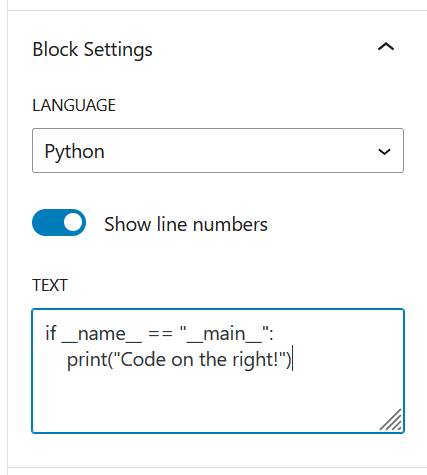 Block Settings
LANGUAGE
Python
Show line numbers
TEXT
if __name__ == "__main__":
    print("Code on the right!")